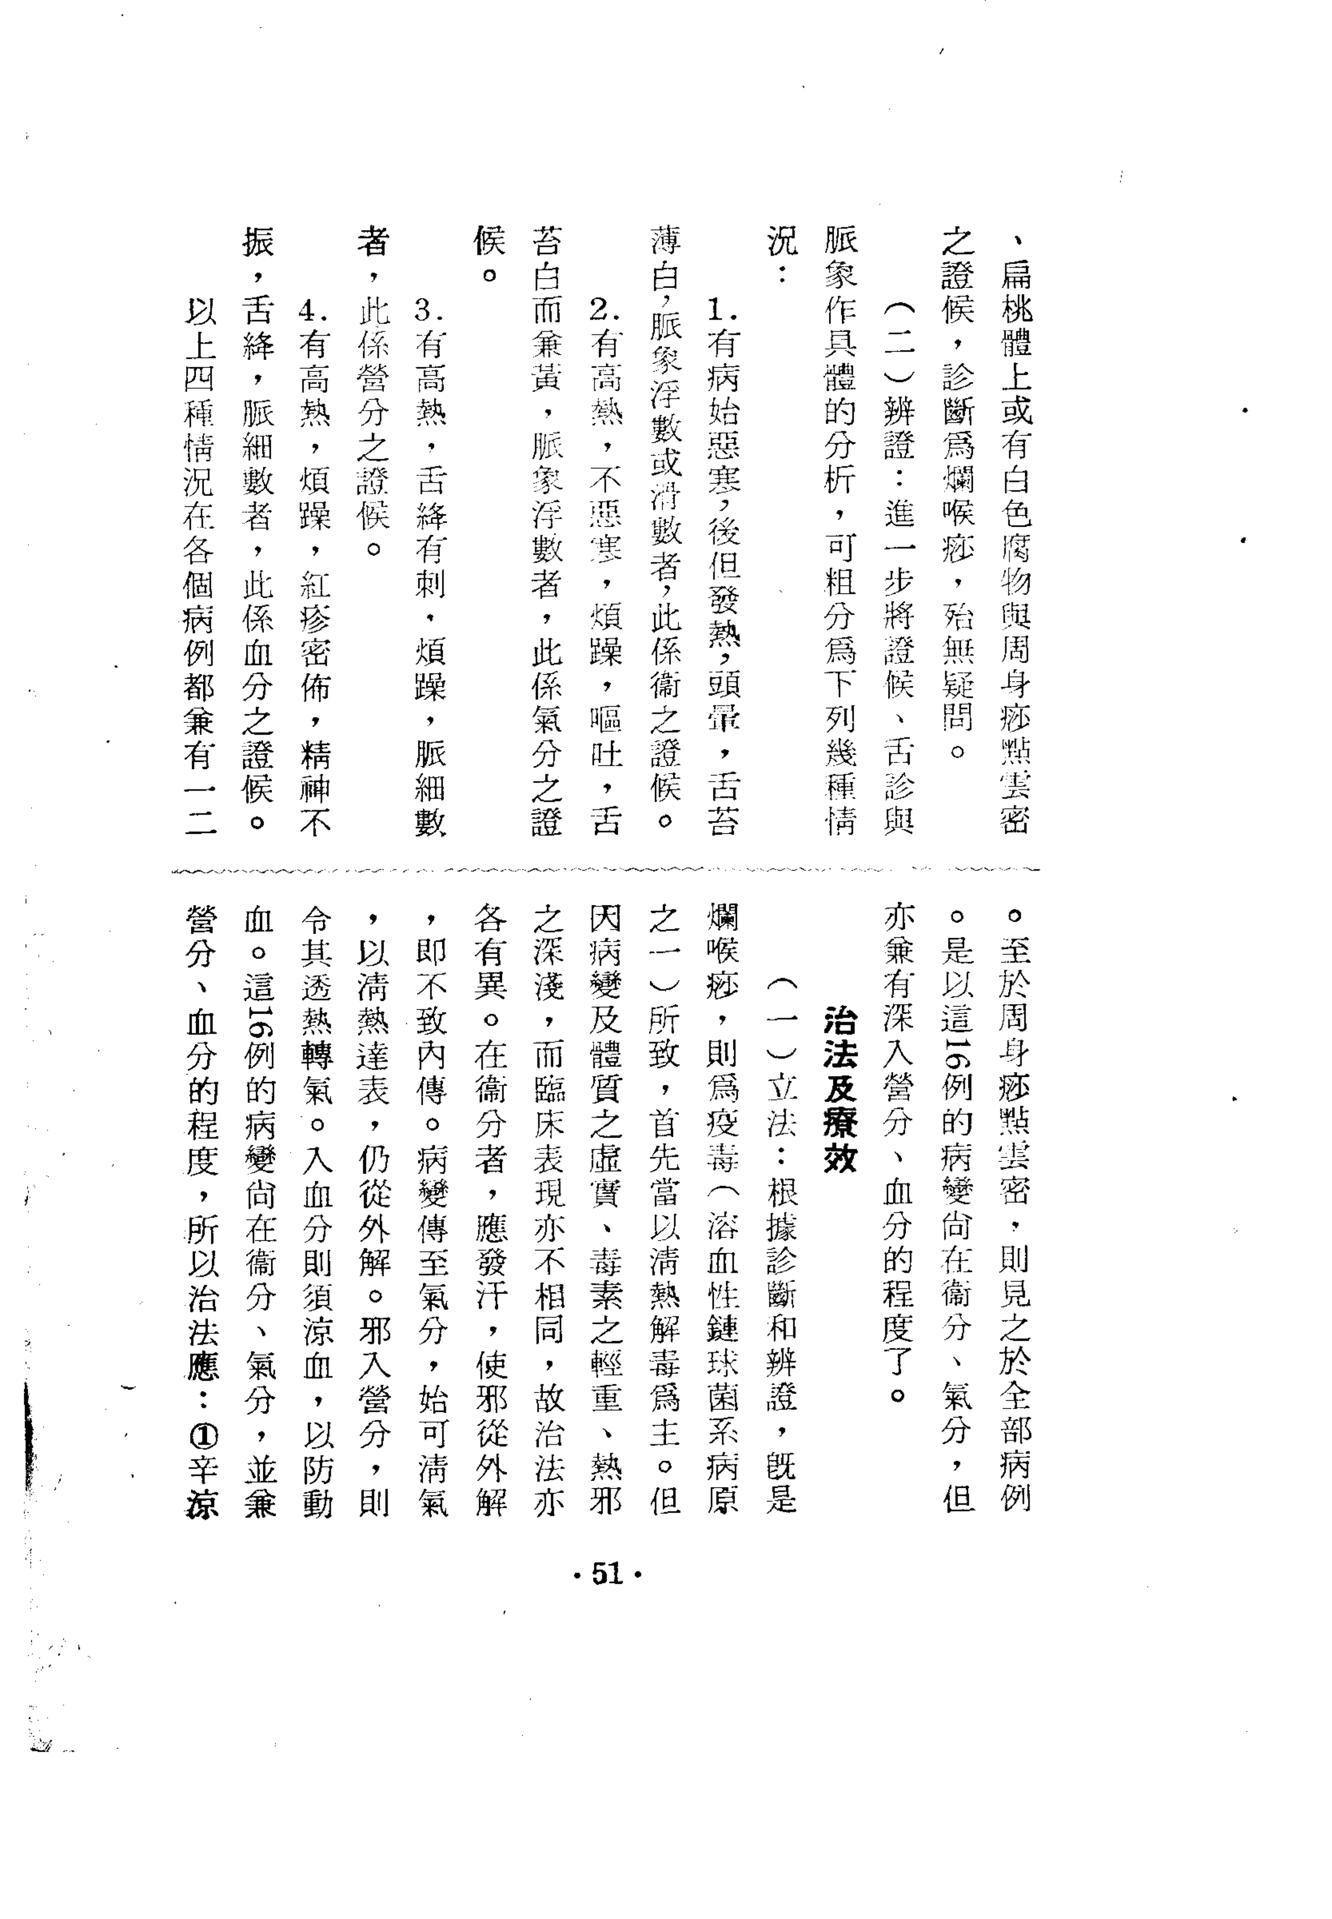 、扁桃體上或有白色腐物與周身痧點雲密
之證候，診斷爲爛喉痧，殆無疑問。
（二）辨證：進一步將證候、舌診與
脈象作具體的分析，可粗分爲下列幾種情
況：
1.有病始惡寒，後但發熱，頭暈，舌苔
薄白，脈象浮數或滑數者，此係衞之證候。
2.有高熱，不惡寒，煩躁，嘔吐，舌
苔白而兼黃，脈象浮數者，此係氣分之證
候。
3.有高熱，舌絳有刺，煩躁，脈細數
者，此係營分之證候。
4.有高熱，煩躁，紅疹密佈，精神不
振，舌絳，脈細數者，此係血分之證候。
以上四種情況在各個病例都兼有一二
。至於周身痧點雲密，則見之於全部病例
。是以這16例的病變尙在衞分、氣分，但
亦兼有深入營分、血分的程度了。
治法及療效
（一）立法：根據診斷和辨證，旣是
爛喉痧，則爲疫毒（溶血性鏈球菌系病原
之一）所致，首先當以淸熱解毒爲主。但
因病變及體質之虛實、毒素之輕重、熱邪
之深淺，而臨床表現亦不相同，故治法亦
各有異。在衞分者，應發汗，使邪從外解
，即不致內傳。病變傳至氣分，始可淸氣
，以淸熱達表，仍從外解。邪入營分，則
令其透熱轉氣。入血分則須涼血，以防動
血。這16例的病變尙在衞分、氣分，並兼
營分、血分的程度，所以治法應：①辛涼
·51·